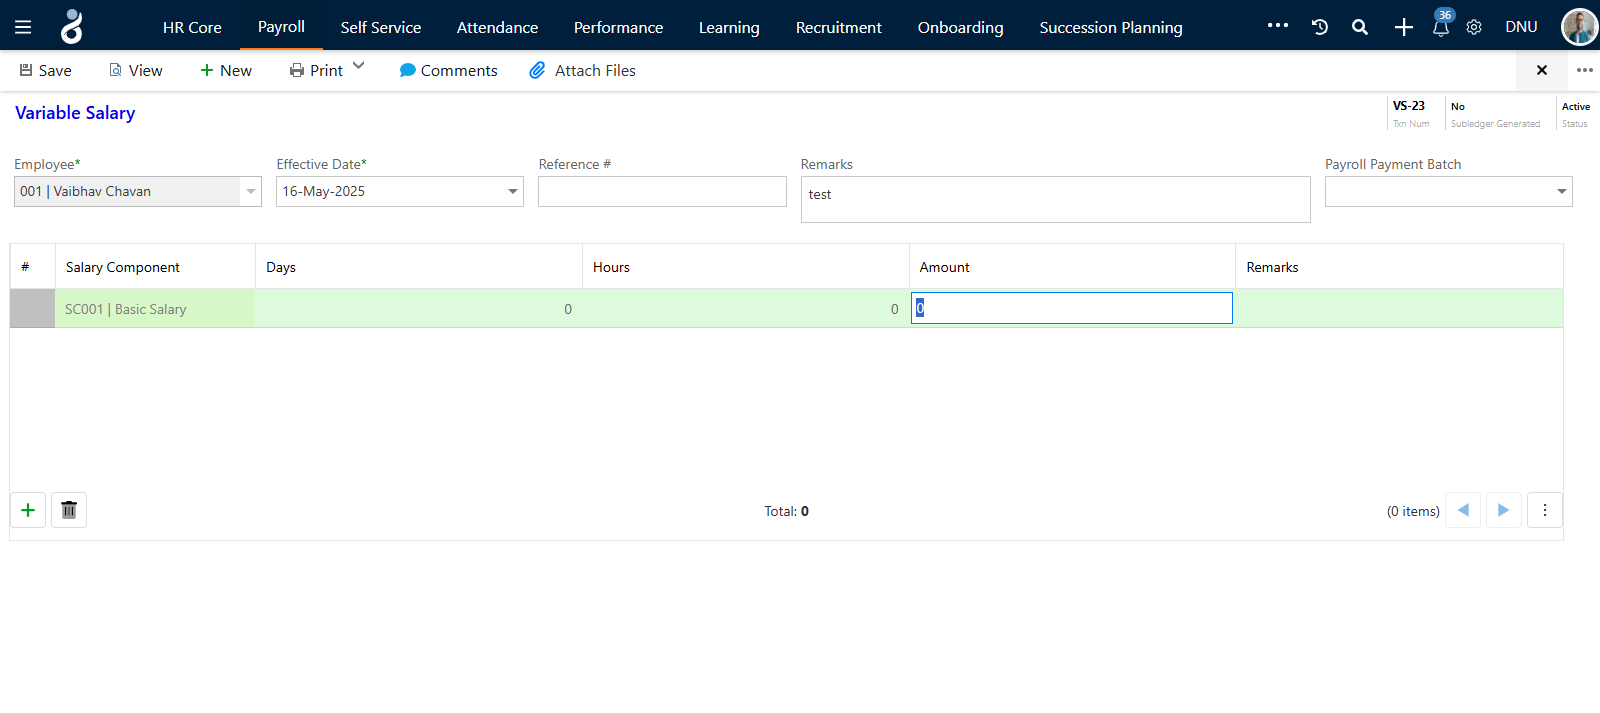 HR Core Payroll Self Service Attendance Performance Learning Recruitment Onboarding Succession Planning 36 DNU
Save View New Print Comments Attach Files
Variable Salary
VS-23 No Active
Txn Num Subledger Generated Status
Employee* Effective Date* Reference # Remarks Payroll Payment Batch
001 | Vaibhav Chavan 16-May-2025 test
# Salary Component Days Hours Amount Remarks
SC001 | Basic Salary 0 0 0
Total: 0 (0 items)